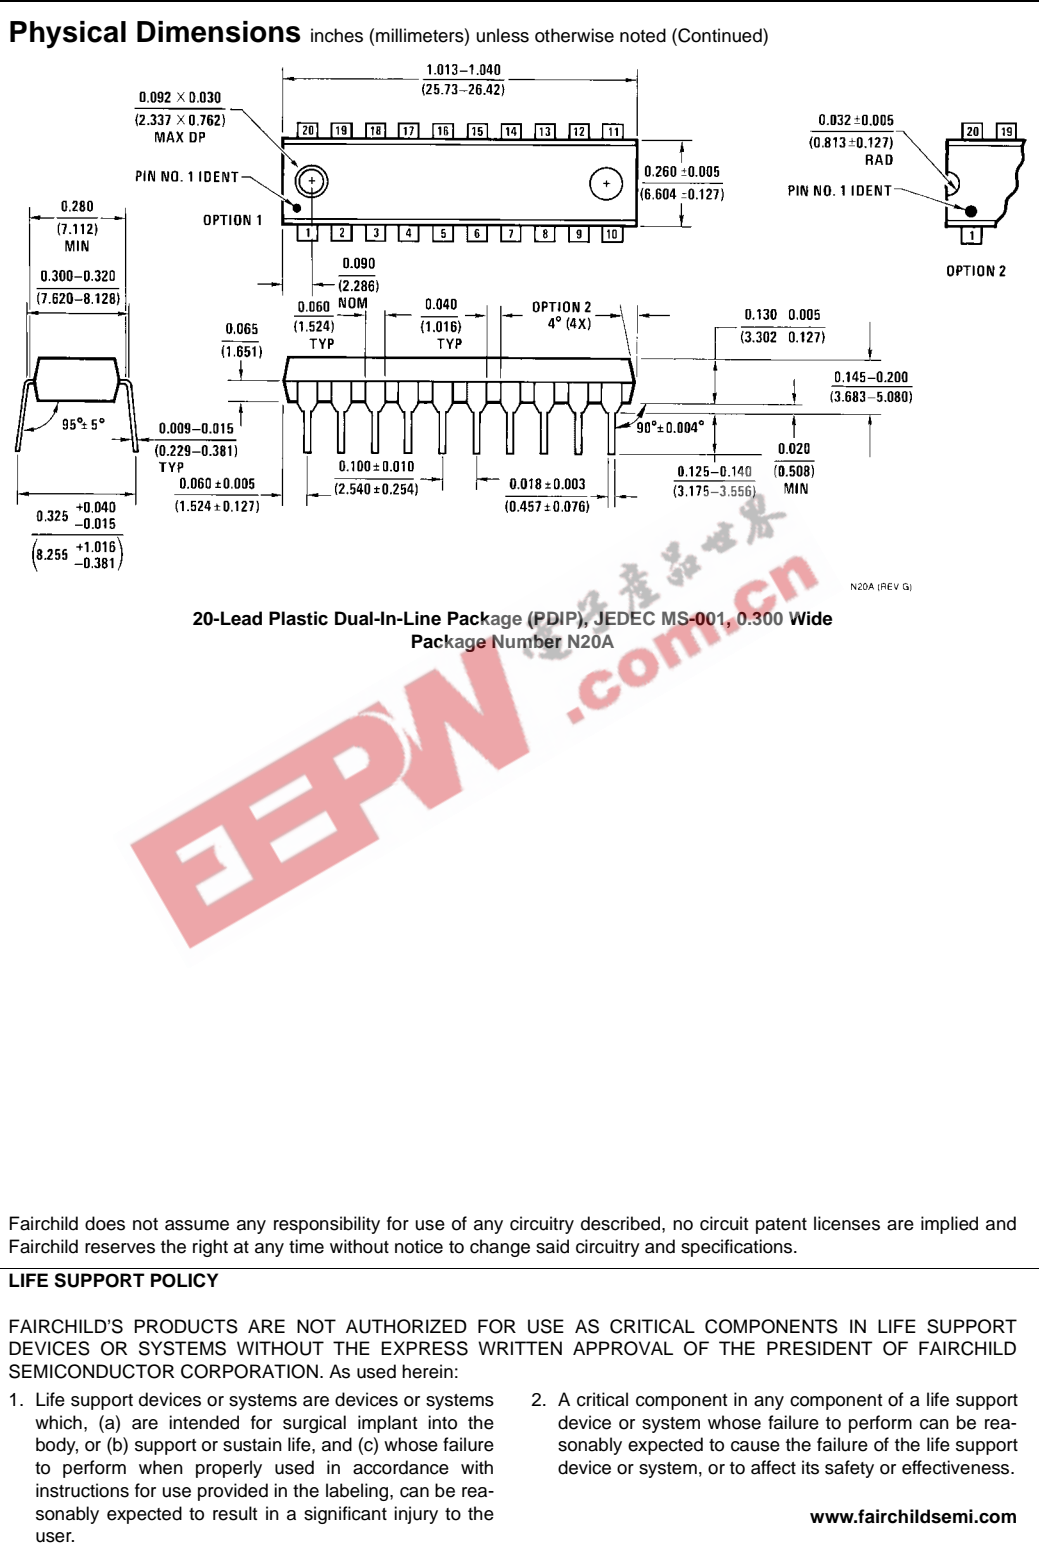 Physical Dimensions inches (millimeters) unless otherwise noted (Continued)
1.013–1.040
(25.73–26.42)
0.092 × 0.030
(2.337 × 0.762)
MAX DP
20 19 18 17 16 15 14 13 12 11
0.032 ±0.005
(0.813 ±0.127)
RAD
20 19
PIN NO. 1 IDENT
0.260 ±0.005
(6.604 ±0.127)
PIN NO. 1 IDENT
OPTION 1
1 2 3 4 5 6 7 8 9 10
1
OPTION 2
0.280
(7.112)
MIN
0.090
(2.286)
NOM
0.300–0.320
(7.620–8.128)
0.060
(1.524)
TYP
0.040
(1.016)
TYP
OPTION 2
4° (4X)
0.130 0.005
(3.302 0.127)
0.065
(1.651)
0.145–0.200
(3.683–5.080)
95°± 5°
0.009–0.015
(0.229–0.381)
TYP
90°±0.004°
0.020
(0.508)
MIN
0.100 ±0.010
(2.540 ±0.254)
0.125–0.140
(3.175–3.556)
0.060 ±0.005
(1.524 ±0.127)
0.018 ±0.003
(0.457 ±0.076)
0.325 +0.040 –0.015
(8.255 +1.016 –0.381)
N20A (REV G)
20-Lead Plastic Dual-In-Line Package (PDIP), JEDEC MS-001, 0.300 Wide
Package Number N20A
电子產品世界
EEPW.com.cn
Fairchild does not assume any responsibility for use of any circuitry described, no circuit patent licenses are implied and
Fairchild reserves the right at any time without notice to change said circuitry and specifications.
LIFE SUPPORT POLICY
FAIRCHILD'S PRODUCTS ARE NOT AUTHORIZED FOR USE AS CRITICAL COMPONENTS IN LIFE SUPPORT
DEVICES OR SYSTEMS WITHOUT THE EXPRESS WRITTEN APPROVAL OF THE PRESIDENT OF FAIRCHILD
SEMICONDUCTOR CORPORATION. As used herein:
1. Life support devices or systems are devices or systems
which, (a) are intended for surgical implant into the
body, or (b) support or sustain life, and (c) whose failure
to perform when properly used in accordance with
instructions for use provided in the labeling, can be rea-
sonably expected to result in a significant injury to the
user.
2. A critical component in any component of a life support
device or system whose failure to perform can be rea-
sonably expected to cause the failure of the life support
device or system, or to affect its safety or effectiveness.
www.fairchildsemi.com